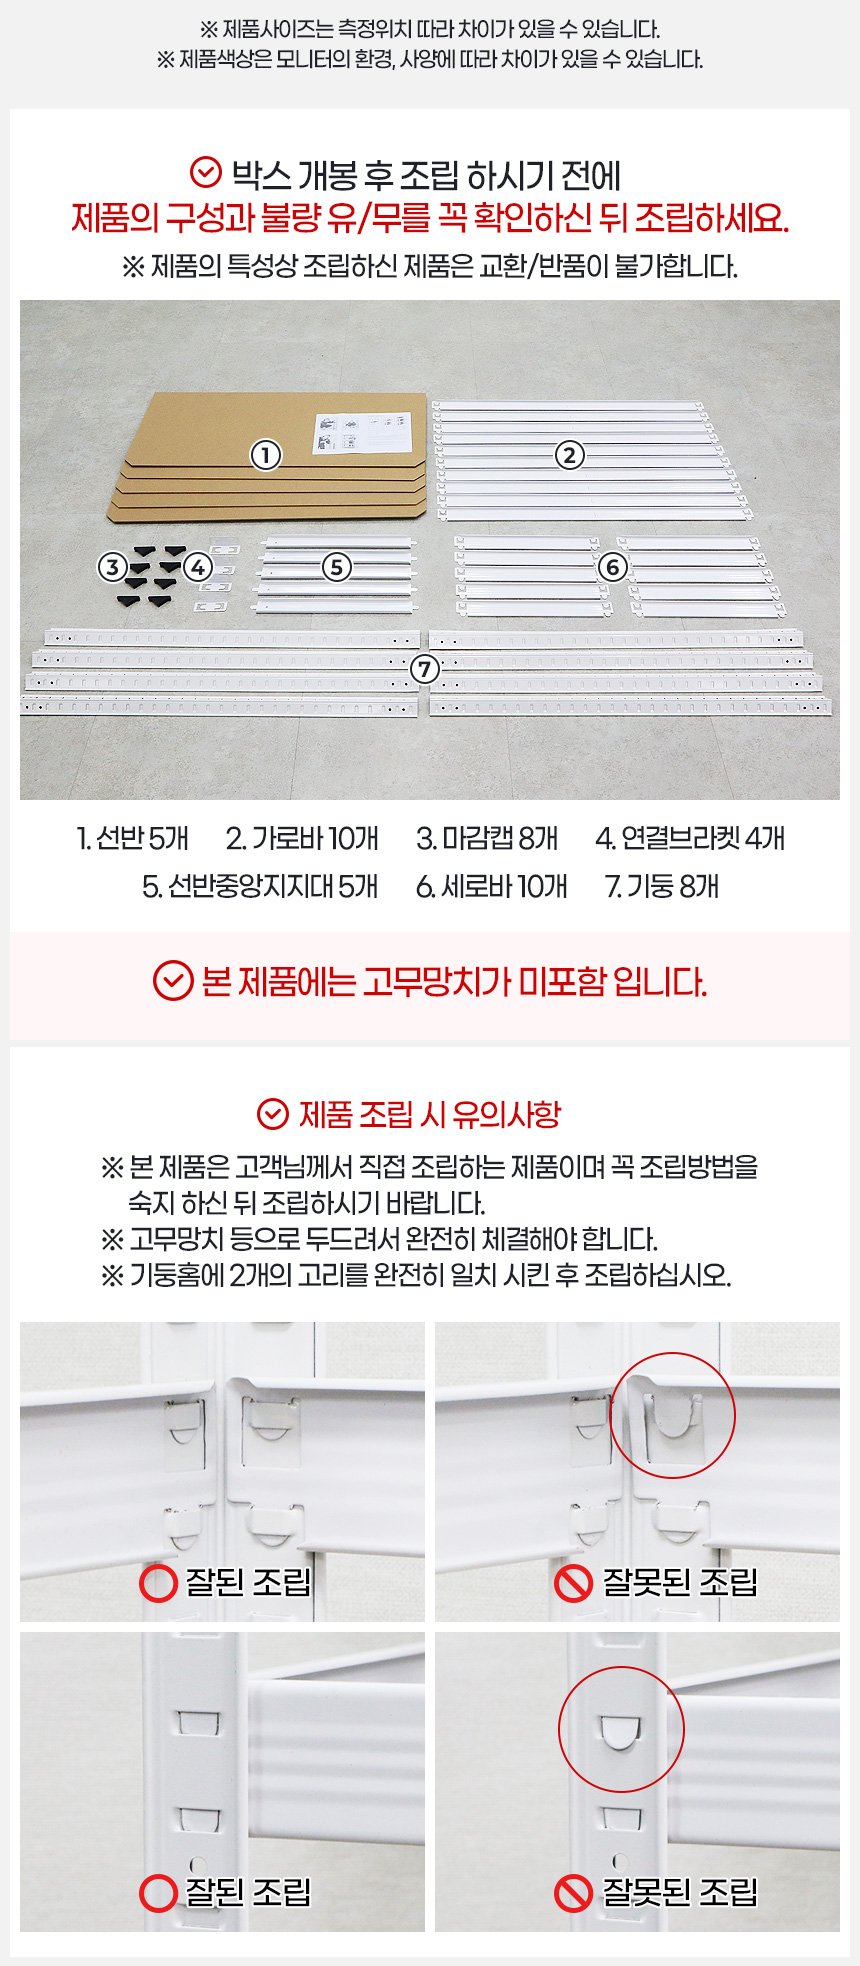 ※ 제품사이즈는 측정위치 따라 차이가 있을 수 있습니다.
※ 제품색상은 모니터의 환경, 사양에 따라 차이가 있을 수 있습니다.
박스 개봉 후 조립 하시기 전에
제품의 구성과 불량 유/무를 꼭 확인하신 뒤 조립하세요.
※ 제품의 특성상 조립하신 제품은 교환/반품이 불가합니다.
1
2
3
4
5
6
7
1. 선반 5개 2. 가로바 10개 3. 마감캡 8개 4. 연결브라켓 4개
5. 선반중앙지지대 5개 6. 세로바 10개 7. 기둥 8개
본 제품에는 고무망치가 미포함 입니다.
제품 조립 시 유의사항
※ 본 제품은 고객님께서 직접 조립하는 제품이며 꼭 조립방법을
숙지 하신 뒤 조립하시기 바랍니다.
※ 고무망치 등으로 두드려서 완전히 체결해야 합니다.
※ 기둥홈에 2개의 고리를 완전히 일치 시킨 후 조립하십시오.
잘된 조립
잘못된 조립
잘된 조립
잘못된 조립